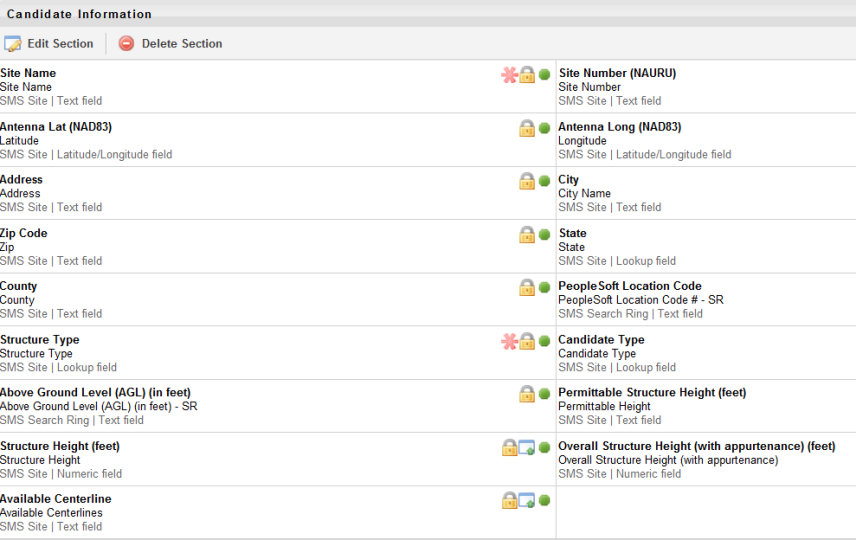 Candidate Information
Edit Section
Delete Section
Site Name
Site Name
SMS Site | Text field
Site Number (NAURU)
Site Number
SMS Site | Text field
Antenna Lat (NAD83)
Latitude
SMS Site | Latitude/Longitude field
Antenna Long (NAD83)
Longitude
SMS Site | Latitude/Longitude field
Address
Address
SMS Site | Text field
City
City Name
SMS Site | Text field
Zip Code
Zip
SMS Site | Text field
State
State
SMS Site | Lookup field
County
County
SMS Site | Text field
PeopleSoft Location Code
PeopleSoft Location Code # - SR
SMS Search Ring | Text field
Structure Type
Structure Type
SMS Site | Lookup field
Candidate Type
Candidate Type
SMS Site | Lookup field
Above Ground Level (AGL) (in feet)
Above Ground Level (AGL) (in feet) - SR
SMS Search Ring | Text field
Permittable Structure Height (feet)
Permittable Height
SMS Site | Text field
Structure Height (feet)
Structure Height
SMS Site | Numeric field
Overall Structure Height (with appurtenance) (feet)
Overall Structure Height (with appurtenance)
SMS Site | Numeric field
Available Centerline
Available Centerlines
SMS Site | Text field